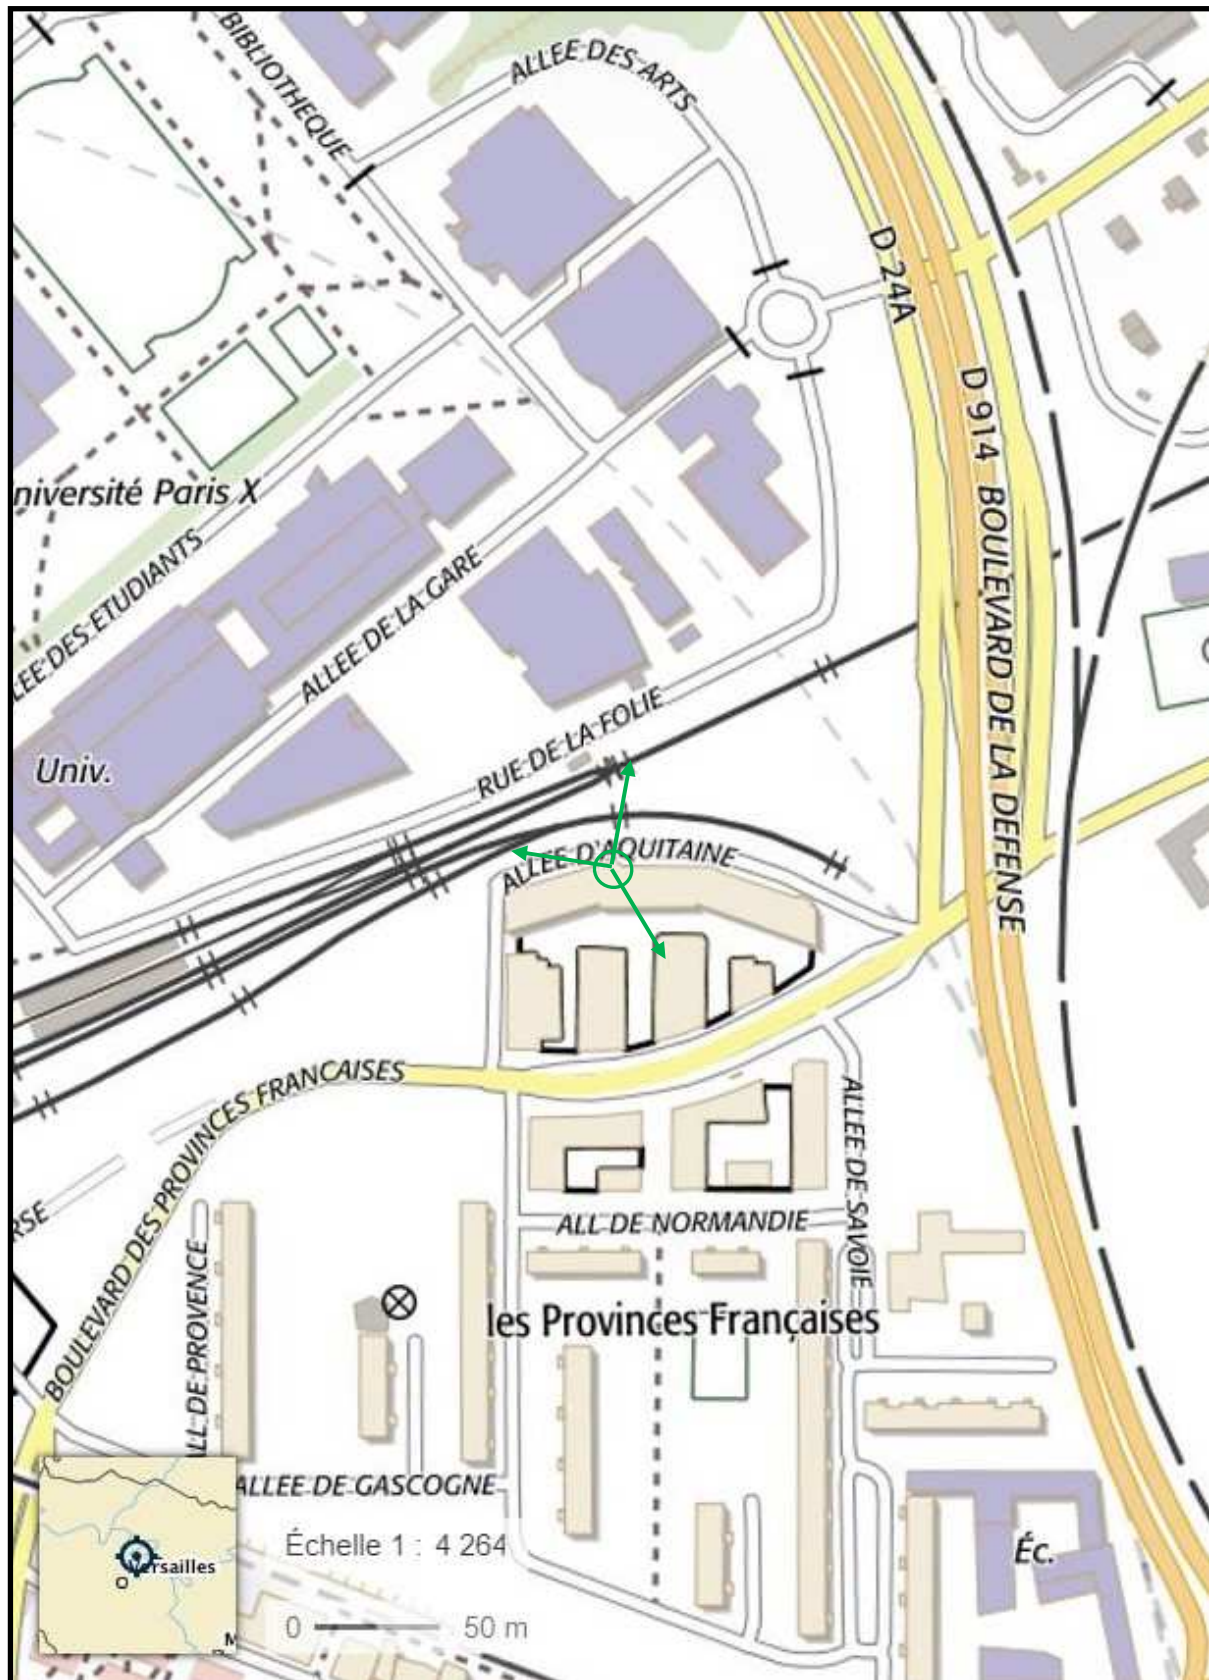 BIBLIOTHEQUE
ALLEE DES ARTS
D 24A
D 914 BOULEVARD DE LA DEFENSE
niversité Paris X
LEE DES ETUDIANTS
ALLEE DE LA GARE
RUE DE LA FOLIE
Univ.
ALLEE D'AQUITAINE
BOULEVARD DES PROVINCES FRANCAISES
ALLEE DE SAVOIE
RSE
ALL DE NORMANDIE
ALL DE PROVENCE
les Provinces Françaises
ALLEE DE GASCOGNE
Échelle 1 : 4 264
Versailles
M
0 50 m
Éc.